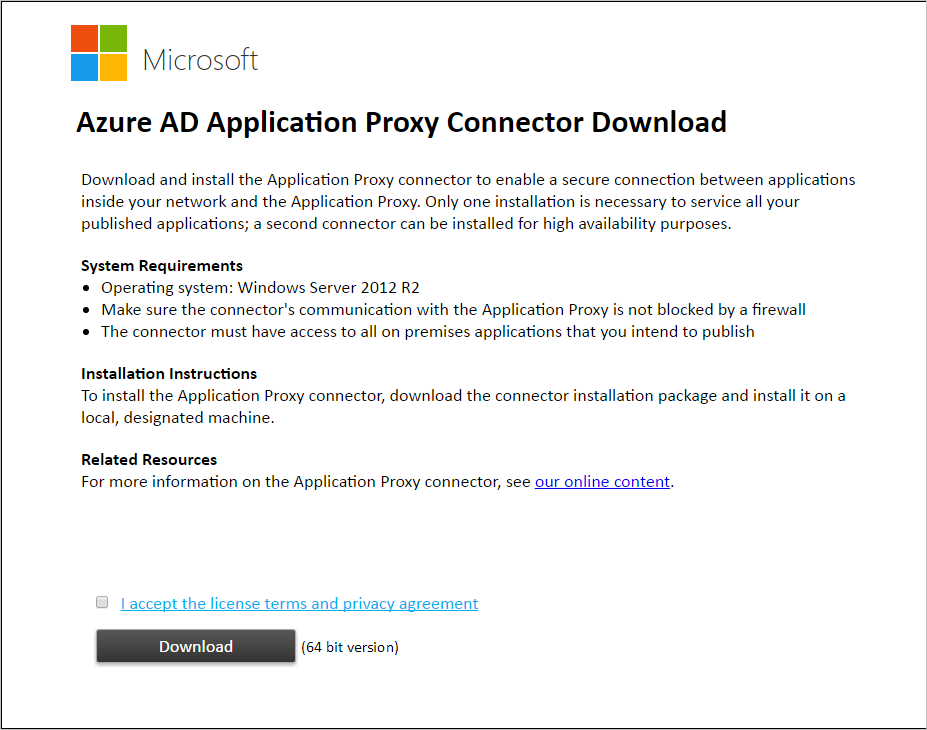 Microsoft
Azure AD Application Proxy Connector Download
Download and install the Application Proxy connector to enable a secure connection between applications
inside your network and the Application Proxy. Only one installation is necessary to service all your
published applications; a second connector can be installed for high availability purposes.
System Requirements
• Operating system: Windows Server 2012 R2
• Make sure the connector's communication with the Application Proxy is not blocked by a firewall
• The connector must have access to all on premises applications that you intend to publish
Installation Instructions
To install the Application Proxy connector, download the connector installation package and install it on a
local, designated machine.
Related Resources
For more information on the Application Proxy connector, see our online content.
I accept the license terms and privacy agreement
Download (64 bit version)